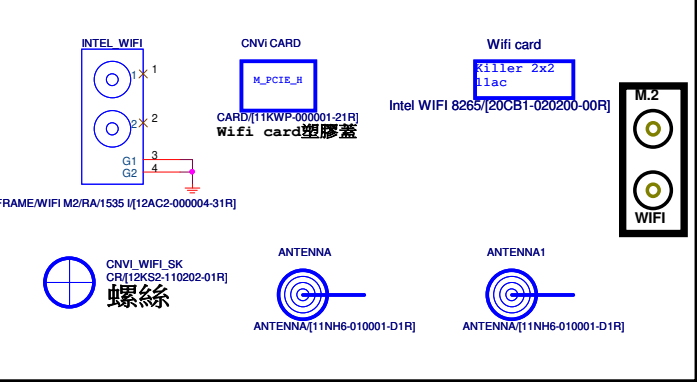 INTEL_WIFI
1
1
2
2
G1
3
G2
4
FRAME/WIFI M2/RA/1535 I/[12AC2-000004-31R]
CNVi CARD
M_PCIE_H
CARD/[11KWP-000001-21R]
Wifi card塑膠蓋
Wifi card
Killer 2x2
11ac
Intel WIFI 8265/[20CB1-020200-00R]
M.2
WIFI
CNVI_WIFI_SK
CR/[12KS2-110202-01R]
螺絲
ANTENNA
ANTENNA/[11NH6-010001-D1R]
ANTENNA1
ANTENNA/[11NH6-010001-D1R]